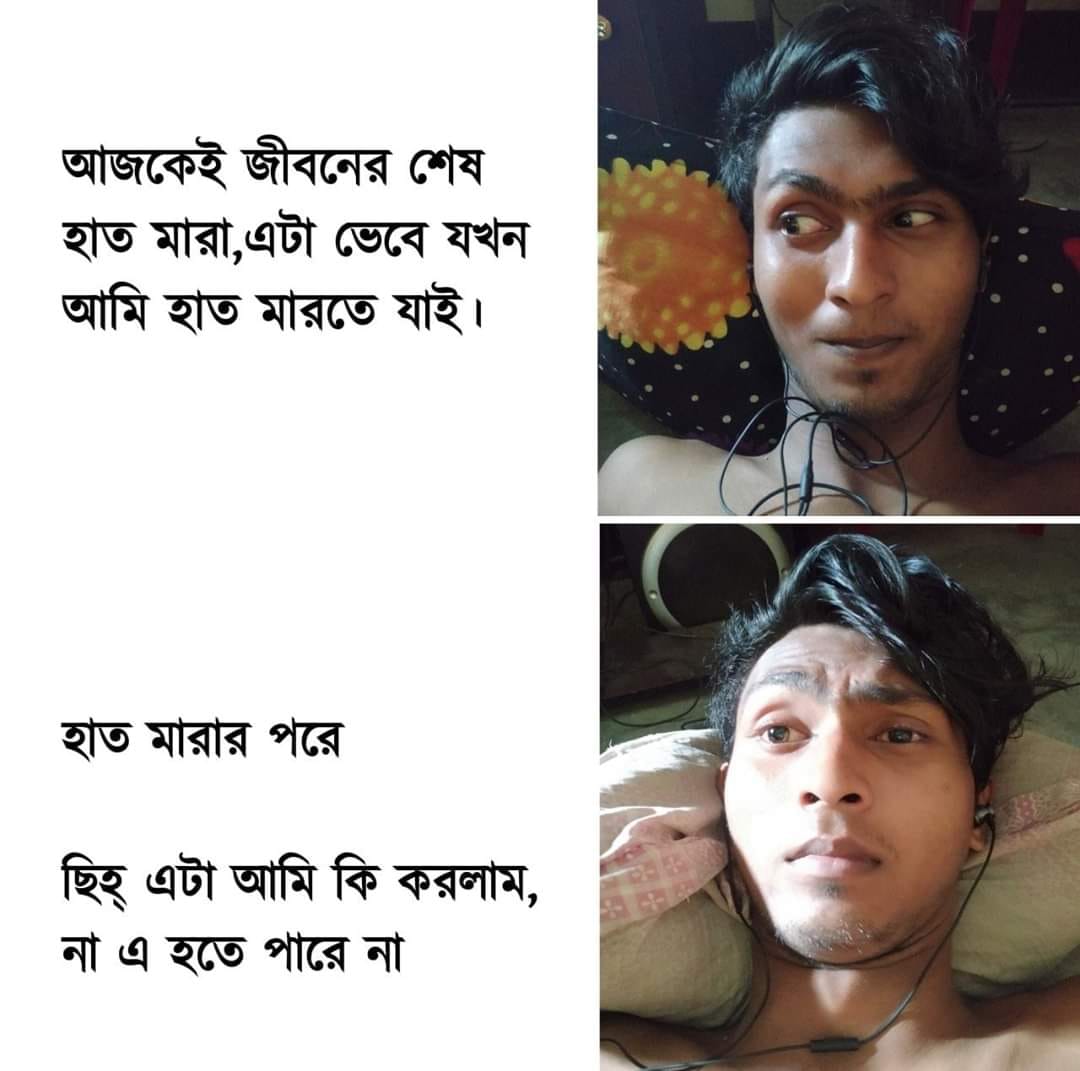 আজকেই জীবনের শেষ
হাত মারা,এটা ভেবে যখন
আমি হাত মারতে যাই।
হাত মারার পরে
ছিহ্ এটা আমি কি করলাম,
না এ হতে পারে না